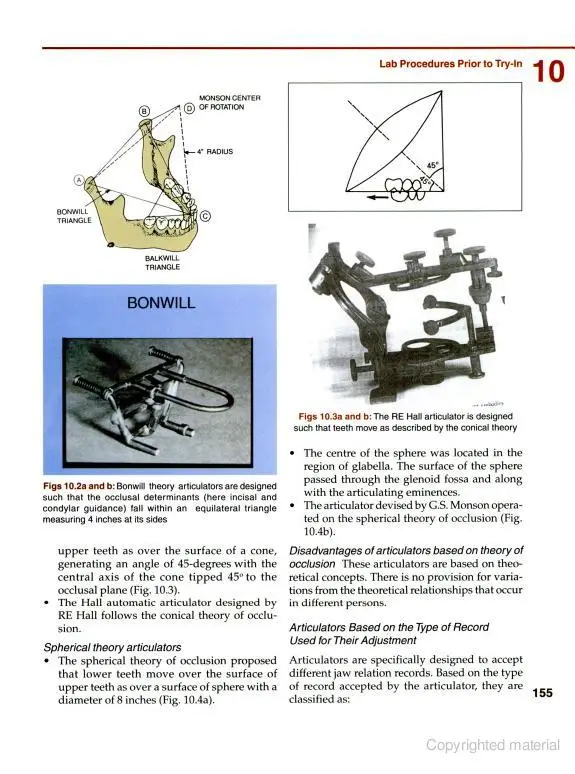 Lab Procedures Prior to Try-In
10
MONSON CENTER
OF ROTATION
B
D
4" RADIUS
A
BONWILL
TRIANGLE
C
BALKWILL
TRIANGLE
45°
45°
BONWILL
Figs 10.2a and b: Bonwill theory articulators are designed
such that the occlusal determinants (here incisal and
condylar guidance) fall within an equilateral triangle
measuring 4 inches at its sides
upper teeth as over the surface of a cone,
generating an angle of 45-degrees with the
central axis of the cone tipped 45º to the
occlusal plane (Fig. 10.3).
• The Hall automatic articulator designed by
RE Hall follows the conical theory of occlu-
sion.
Spherical theory articulators
• The spherical theory of occlusion proposed
that lower teeth move over the surface of
upper teeth as over a surface of sphere with a
diameter of 8 inches (Fig. 10.4a).
Figs 10.3a and b: The RE Hall articulator is designed
such that teeth move as described by the conical theory
• The centre of the sphere was located in the
region of glabella. The surface of the sphere
passed through the glenoid fossa and along
with the articulating eminences.
• The articulator devised by G.S. Monson opera-
ted on the spherical theory of occlusion (Fig.
10.4b).
Disadvantages of articulators based on theory of
occlusion These articulators are based on theo-
retical concepts. There is no provision for varia-
tions from the theoretical relationships that occur
in different persons.
Articulators Based on the Type of Record
Used for Their Adjustment
Articulators are specifically designed to accept
different jaw relation records. Based on the type
of record accepted by the articulator, they are
classified as:
155
Copyrighted material